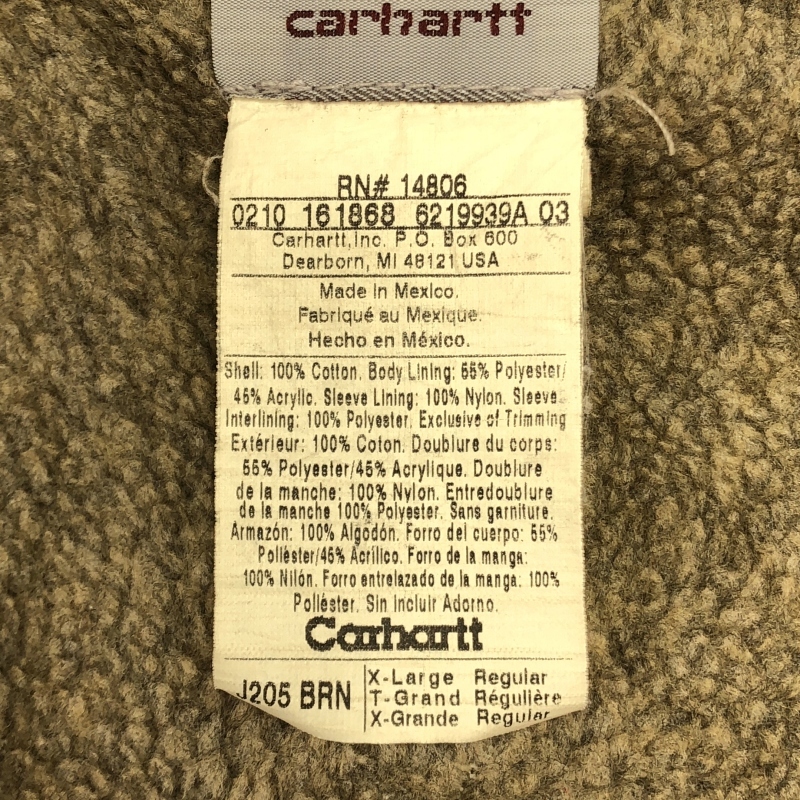 carhartt
RN# 14806
0210 161868 6219939A 03
Carhartt, Inc. P.O. Box 600
Dearborn, MI 48121 USA
Made in Mexico.
Fabriqué au Mexique.
Hecho en México.
Shell: 100% Cotton. Body Lining: 55% Polyester/
45% Acrylic. Sleeve Lining: 100% Nylon. Sleeve
Interlining: 100% Polyester. Exclusive of Trimming
Extérieur: 100% Coton. Doublure du corps:
55% Polyester/45% Acrylique. Doublure
de la manche: 100% Nylon. Entredoublure
de la manche 100% Polyester. Sans garniture.
Armazón: 100% Algodón. Forro del cuerpo: 55%
Poliéster/45% Acrílico. Forro de la manga:
100% Nilón. Forro entrelazado de la manga: 100%
Poliéster. Sin Incluir Adorno.
Carhartt
J205 BRN
X-Large Regular
T-Grand Régulière
X-Grande Regular